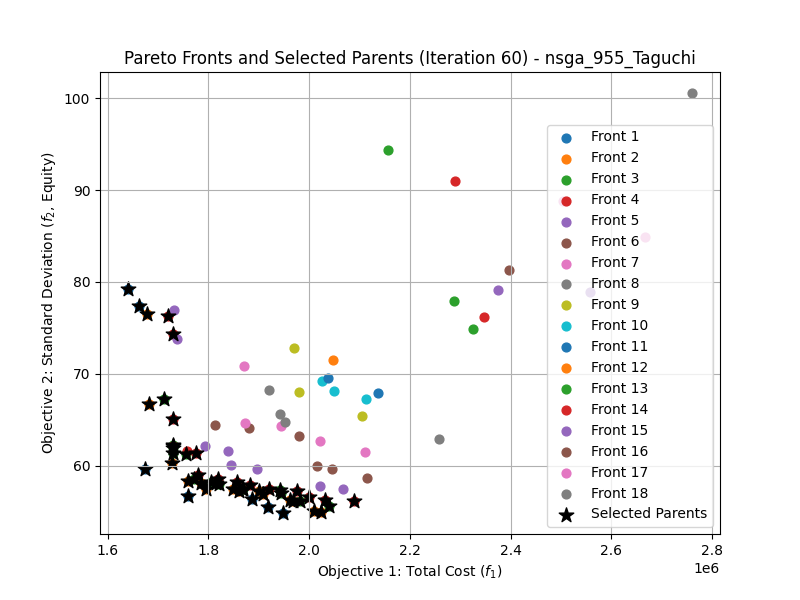 Pareto Fronts and Selected Parents (Iteration 60) - nsga_955_Taguchi
Objective 2: Standard Deviation (f₂, Equity)
100
90
80
70
60
Front 1
Front 2
Front 3
Front 4
Front 5
Front 6
Front 7
Front 8
Front 9
Front 10
Front 11
Front 12
Front 13
Front 14
Front 15
Front 16
Front 17
Front 18
Selected Parents
1.6 1.8 2.0 2.2 2.4 2.6 2.8
1e6
Objective 1: Total Cost (f₁)